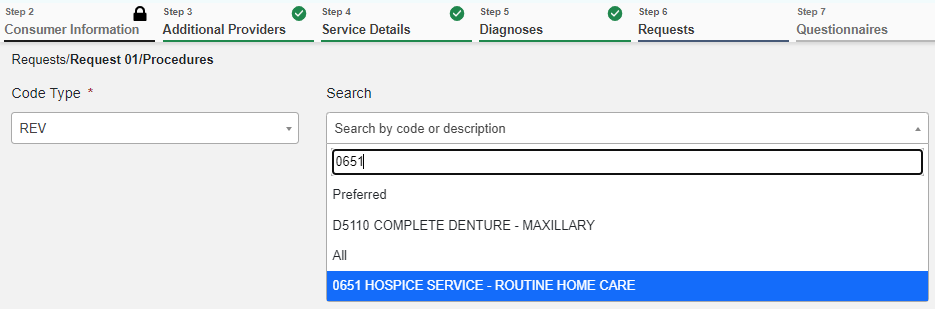 Step 2
Consumer Information
Step 3
Additional Providers
Step 4
Service Details
Step 5
Diagnoses
Step 6
Requests
Step 7
Questionnaires
Requests/Request 01/Procedures
Code Type *
REV
Search
Search by code or description
0651
Preferred
D5110 COMPLETE DENTURE - MAXILLARY
All
0651 HOSPICE SERVICE - ROUTINE HOME CARE